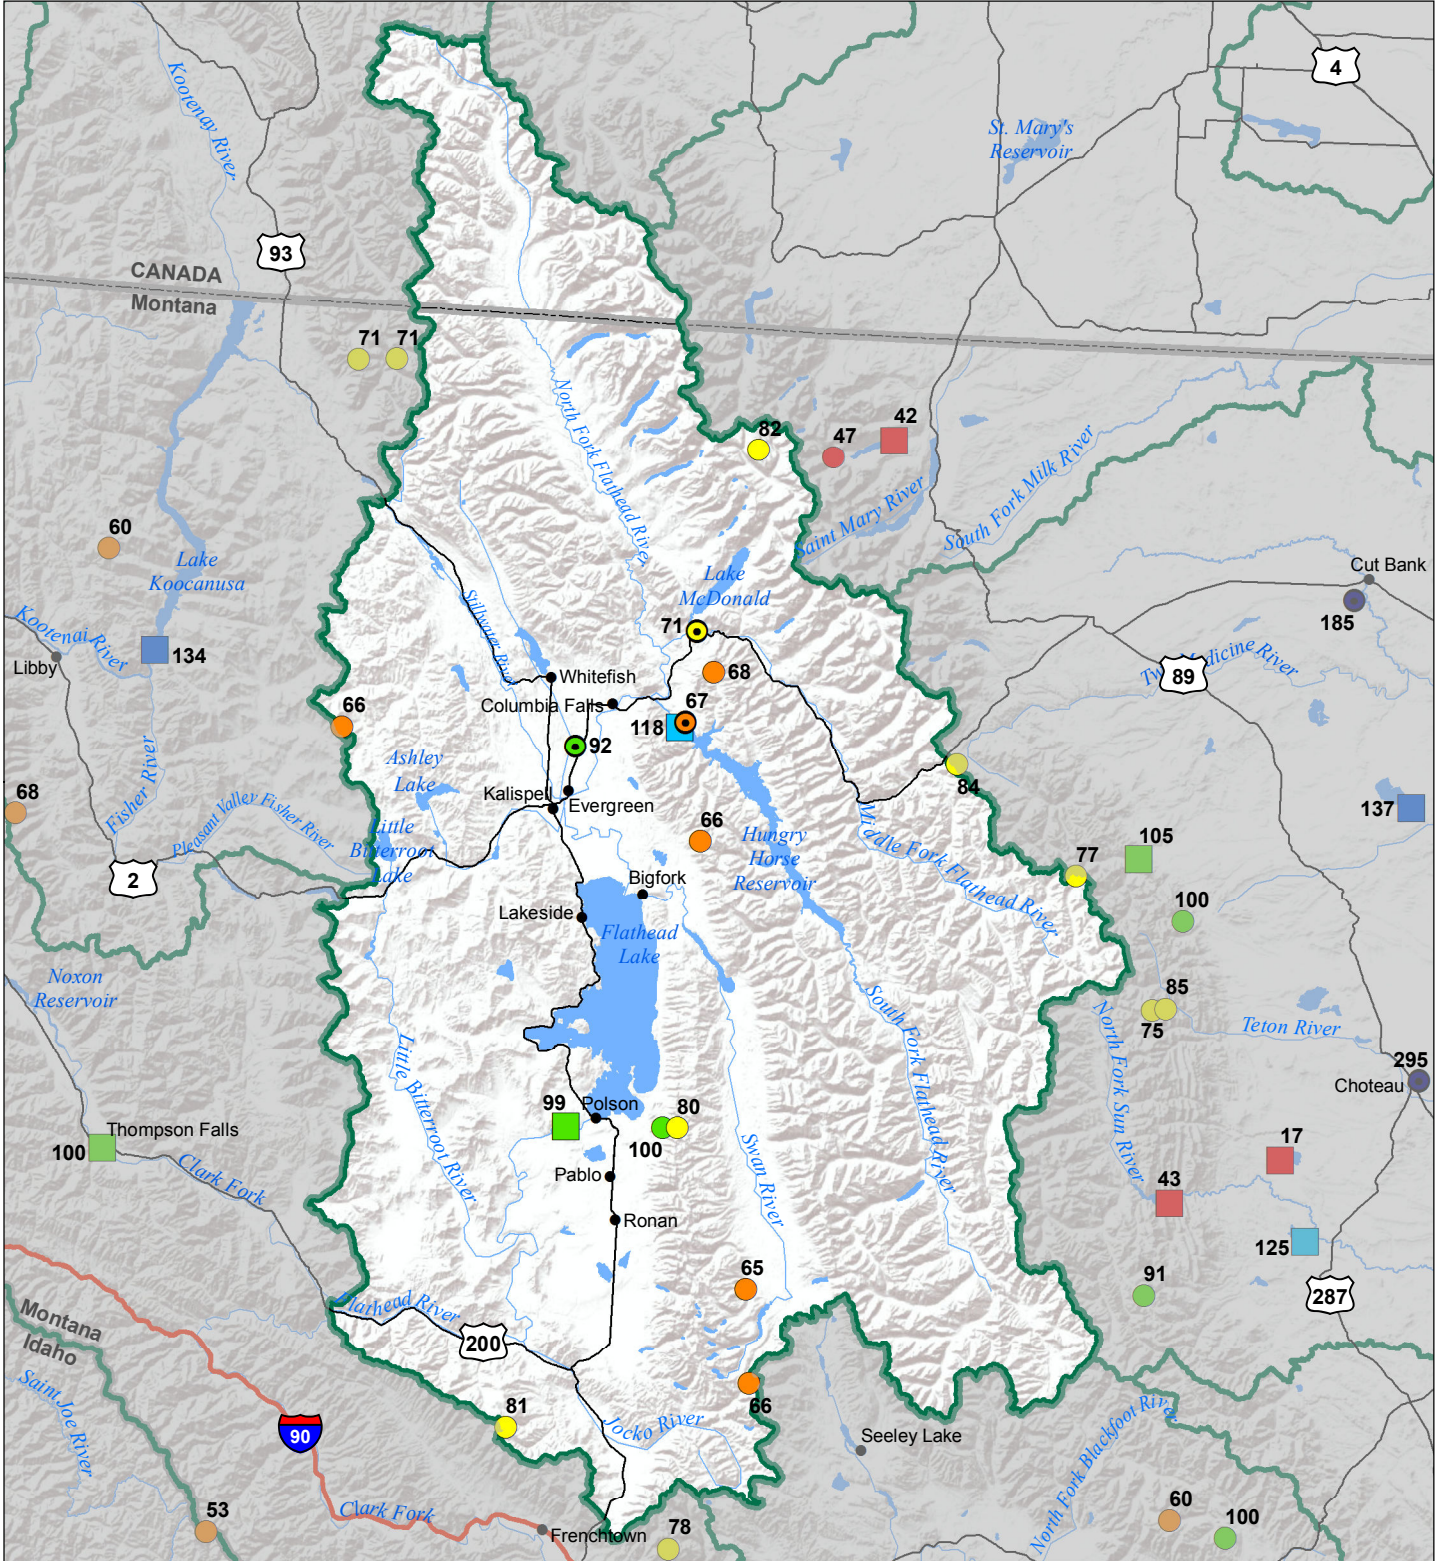 4
Kootenay River
St. Mary's
Reservoir
93
CANADA
Montana
71
71
North Fork Flathead River
82
47
42
South Fork Milk River
Saint Mary River
60
Lake
Koocanusa
Cut Bank
185
Lake
McDonald
Stillwater River
71
Kootenai River
Libby
134
Two Medicine River
89
68
Whitefish
Columbia Falls
67
118
66
92
Ashley
Lake
84
Kalispell
Evergreen
68
Fisher River
Pleasant Valley Fisher River
137
Little
Bitterroot
Lake
66
Hungry
Horse
Reservoir
Middle Fork Flathead River
105
77
2
Bigfork
100
Lakeside
Flathead
Lake
Noxon
Reservoir
85
75
South Fork Flathead River
North Fork Sun River
Teton River
Little Bitterroot River
295
Choteau
99
Polson
80
100
Thompson Falls
100
Clark Fork
Swan River
17
Pablo
43
Ronan
125
65
91
287
Flathead River
Montana
Idaho
200
Saint Joe River
66
81
Jocko River
90
Seeley Lake
North Fork Blackfoot River
53
Clark Fork
Frenchtown
78
60
100